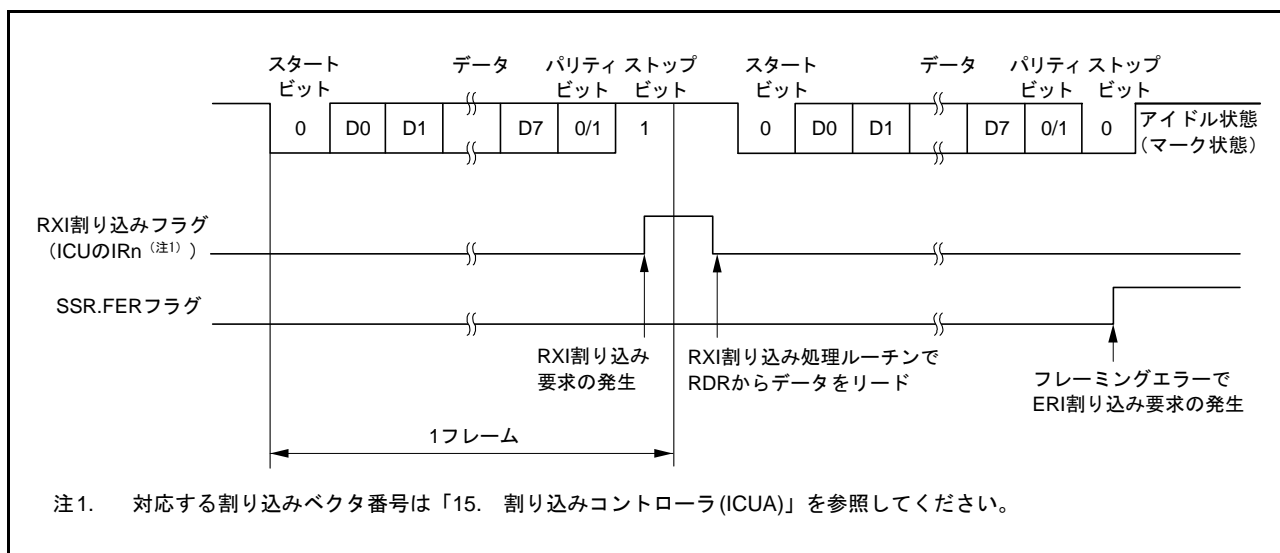 スタート
ビット
データ
パリティ
ビット
ストップ
ビット
スタート
ビット
データ
パリティ
ビット
ストップ
ビット
0 D0 D1 D7 0/1 1 0 D0 D1 D7 0/1 0
アイドル状態
(マーク状態)
RXI割り込みフラグ
(ICUのIRn (注1) )
SSR.FERフラグ
RXI割り込み
要求の発生
RXI割り込み処理ルーチンで
RDRからデータをリード
フレーミングエラーで
ERI割り込み要求の発生
1フレーム
注1. 対応する割り込みベクタ番号は「15. 割り込みコントローラ(ICUA)」を参照してください。